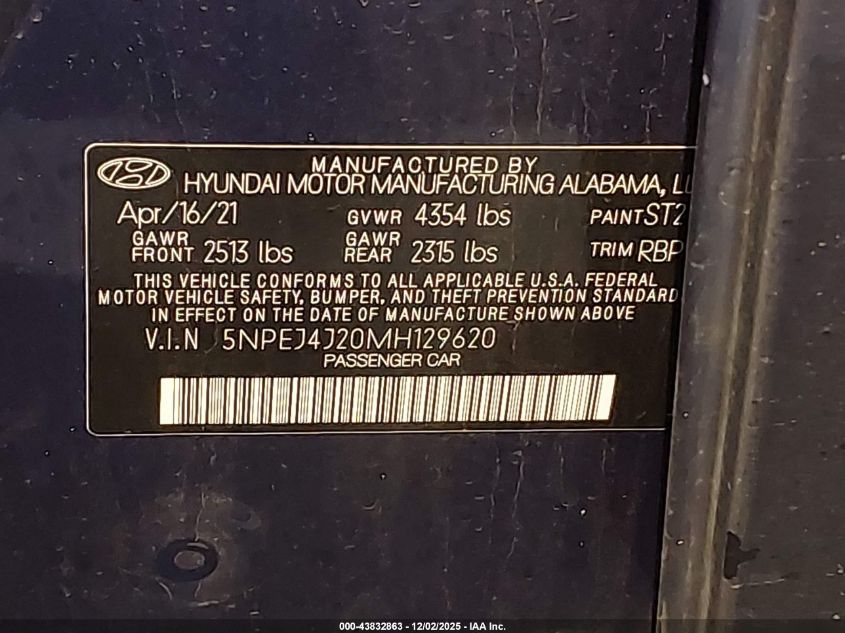 MANUFACTURED BY
HYUNDAI MOTOR MANUFACTURING ALABAMA,
Apr/16/21 GVWR 4354 lbs PAINT ST2
GAWR FRONT 2513 lbs GAWR REAR 2315 lbs TRIM RBP
THIS VEHICLE CONFORMS TO ALL APPLICABLE U.S.A. FEDERAL
MOTOR VEHICLE SAFETY, BUMPER, AND THEFT PREVENTION STANDARD
IN EFFECT ON THE DATE OF MANUFACTURE SHOWN ABOVE
V.I.N 5NPEJ4J20MH129620
PASSENGER CAR
000-43832863 - 12/02/2025 - IAA Inc.